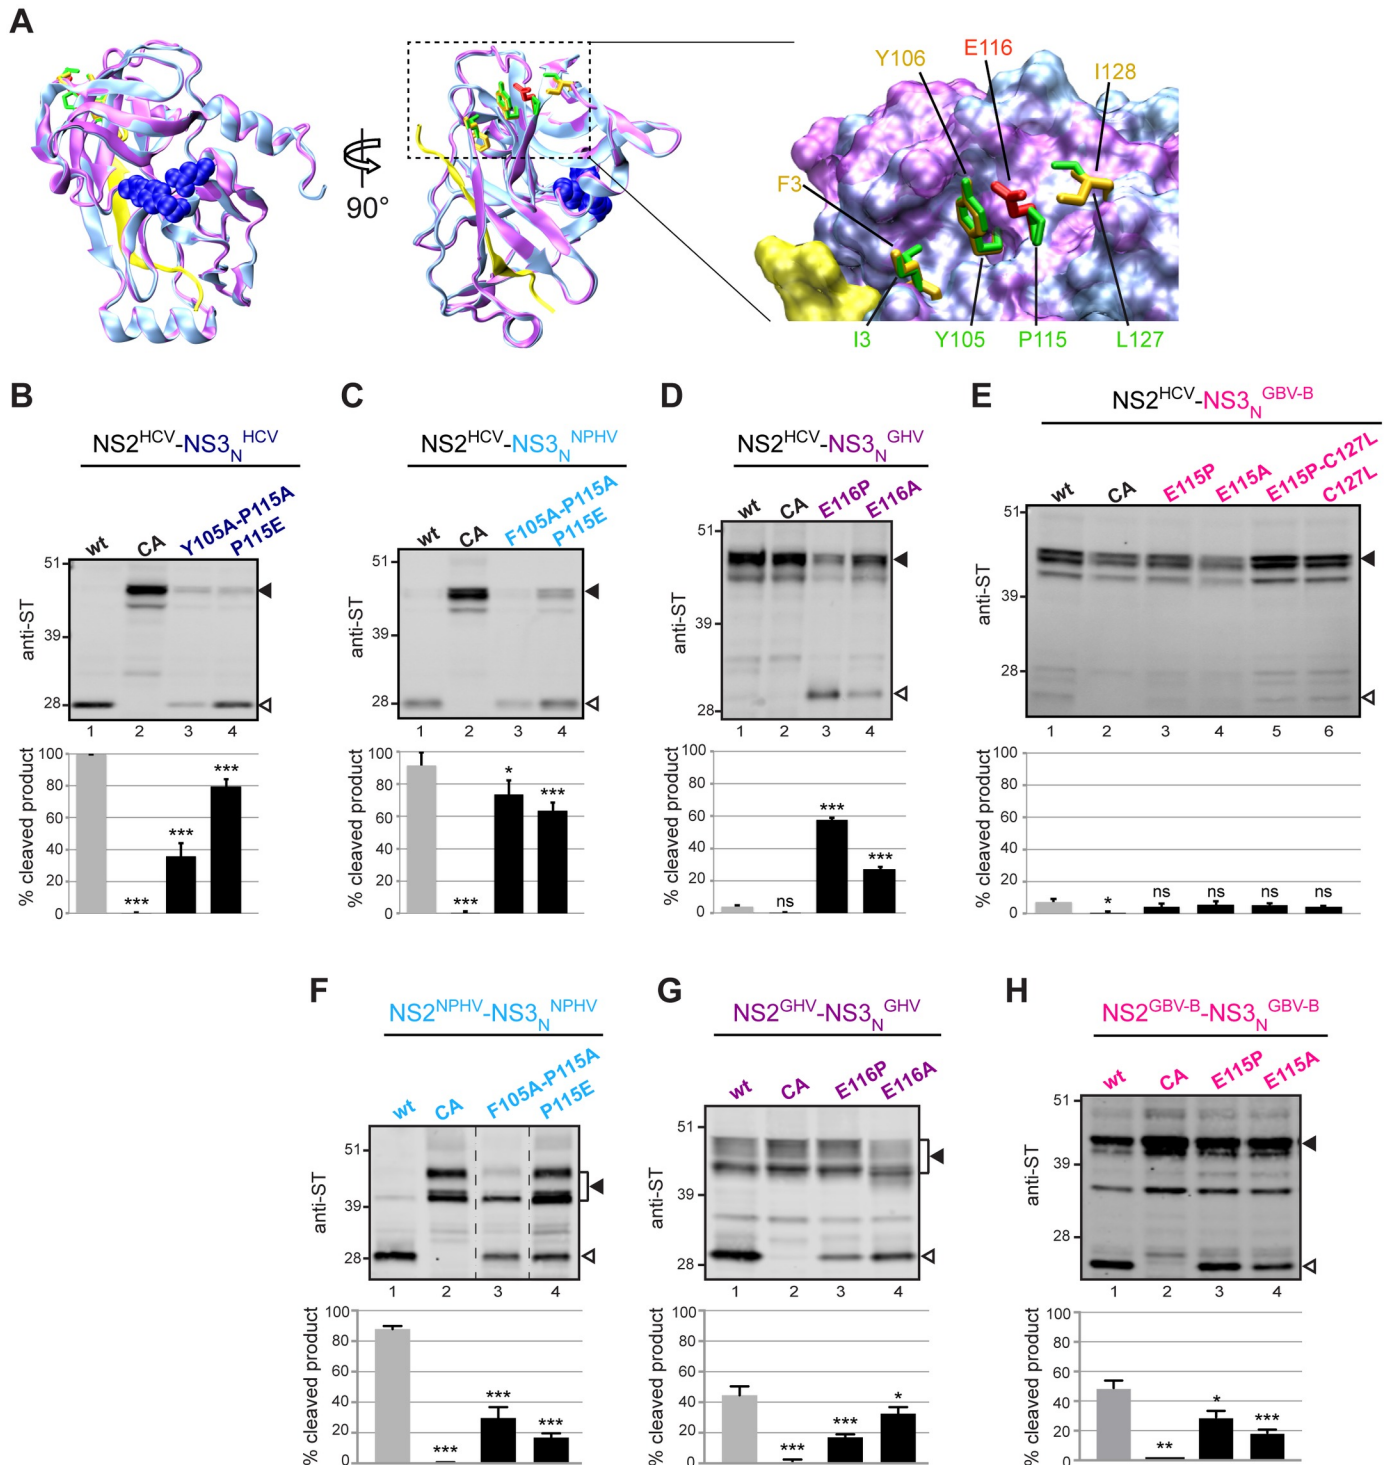 A
90°
Y106
E116
I128
F3
I3
Y105
P115
L127
B
NS2HCV-NS3NHCV
wt
CA
Y105A-P115A
P115E
anti-ST
51
39
28
1 2 3 4
% cleaved product
100
80
60
40
20
0
***
***
***
C
NS2HCV-NS3NNPHV
wt
CA
F105A-P115A
P115E
anti-ST
51
39
28
1 2 3 4
% cleaved product
100
80
60
40
20
0
***
*
***
D
NS2HCV-NS3NGHV
wt
CA
E116P
E116A
anti-ST
51
39
28
1 2 3 4
% cleaved product
100
80
60
40
20
0
ns
***
***
E
NS2HCV-NS3NGBV-B
wt
CA
E115P
E115A
E115P-C127L
C127L
anti-ST
51
39
28
1 2 3 4 5 6
% cleaved product
100
80
60
40
20
0
*
ns
ns
ns
ns
F
NS2NPHV-NS3NNPHV
wt
CA
F105A-P115A
P115E
anti-ST
51
39
28
1 2 3 4
% cleaved product
100
80
60
40
20
0
***
***
***
G
NS2GHV-NS3NGHV
wt
CA
E116P
E116A
anti-ST
51
39
28
1 2 3 4
% cleaved product
100
80
60
40
20
0
***
***
*
H
NS2GBV-B-NS3NGBV-B
wt
CA
E115P
E115A
anti-ST
51
39
28
1 2 3 4
% cleaved product
100
80
60
40
20
0
**
*
***